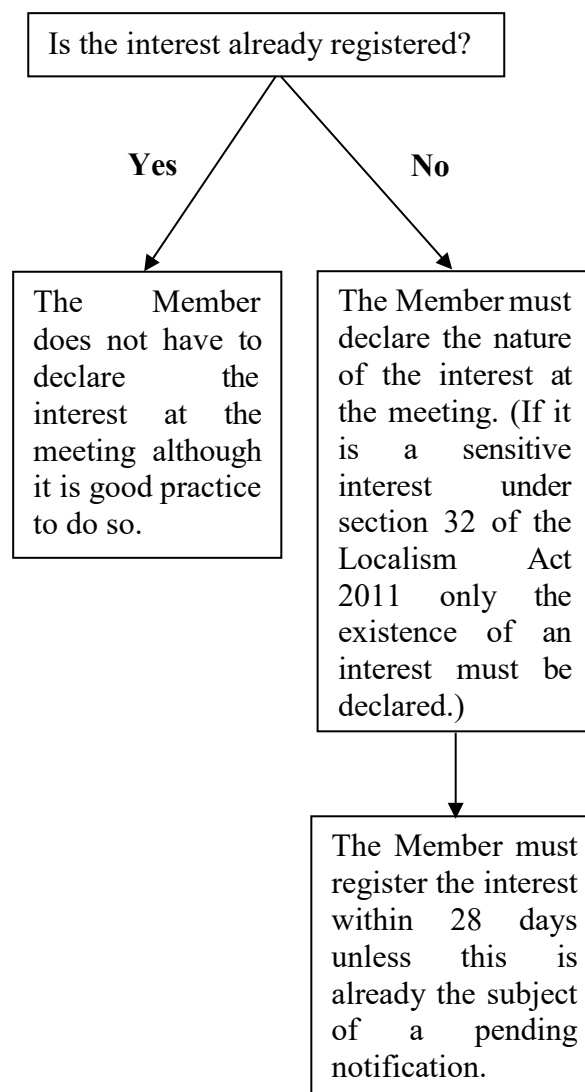 Is the interest already registered?
Yes
No
The Member
does not have to
declare the
interest at the
meeting although
it is good practice
to do so.
The Member must
declare the nature
of the interest at
the meeting. (If it
is a sensitive
interest under
section 32 of the
Localism Act
2011 only the
existence of an
interest must be
declared.)
The Member must
register the interest
within 28 days
unless this is
already the subject
of a pending
notification.